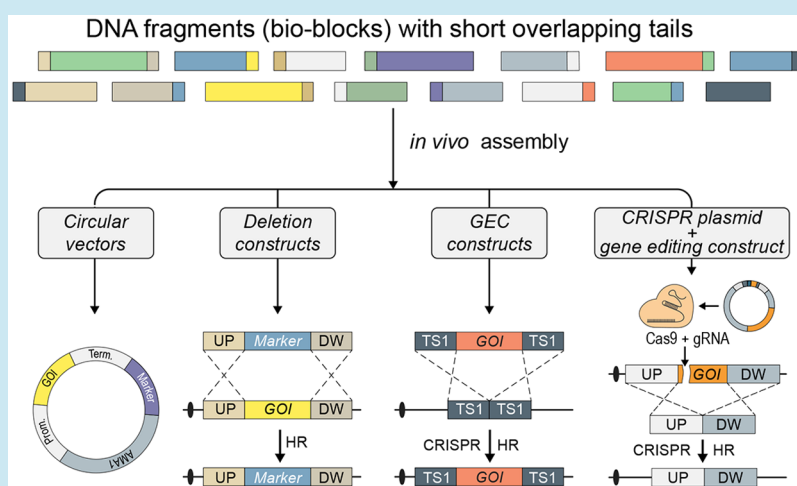 DNA fragments (bio-blocks) with short overlapping tails
in vivo assembly
Circular
vectors
Deletion
constructs
GEC
constructs
CRISPR plasmid
+
gene editing construct
Cas9 + gRNA
UP Marker DW
TS1 GOI TS1
UP GOI DW
Term.
GOI
Marker
Prom.
AMA1
UP GOI DW
TS1 TS1
UP DW
HR
CRISPR HR
CRISPR HR
UP Marker DW
TS1 GOI TS1
UP DW